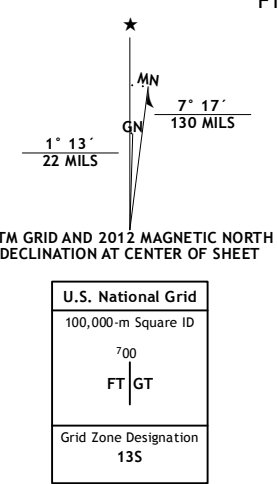 ★
MN
GN
7° 17´
130 MILS
1° 13´
22 MILS
TM GRID AND 2012 MAGNETIC NORTH
DECLINATION AT CENTER OF SHEET
U.S. National Grid
100,000-m Square ID
⁷00
FT GT
Grid Zone Designation
13S